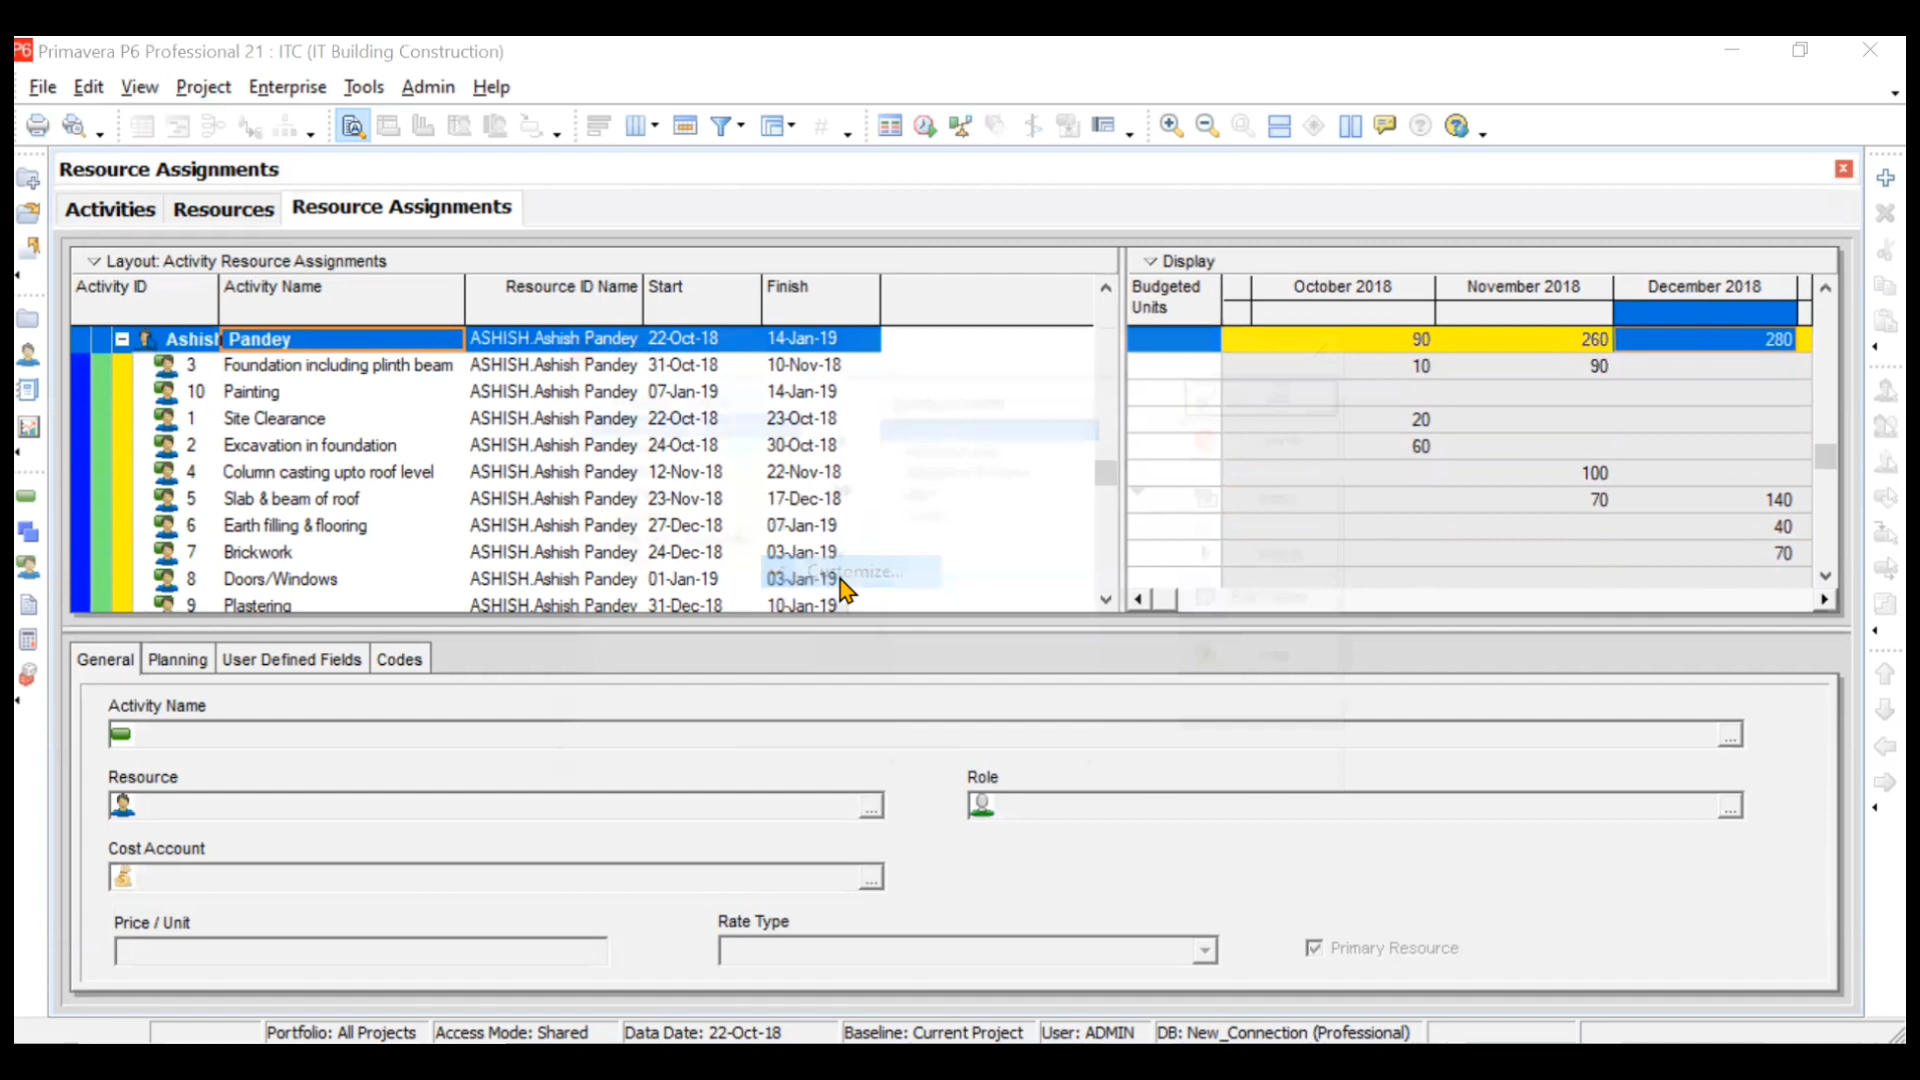 P6 Primavera P6 Professional 21 : ITC (IT Building Construction)
File Edit View Project Enterprise Tools Admin Help
Resource Assignments
Activities Resources Resource Assignments
Layout: Activity Resource Assignments
Display
Activity ID Activity Name Resource ID Name Start Finish
Budgeted Units October 2018 November 2018 December 2018
Ashish Pandey ASHISH.Ashish Pandey 22-Oct-18 14-Jan-19 90 260 280
3 Foundation including plinth beam ASHISH.Ashish Pandey 31-Oct-18 10-Nov-18 10 90
10 Painting ASHISH.Ashish Pandey 07-Jan-19 14-Jan-19
1 Site Clearance ASHISH.Ashish Pandey 22-Oct-18 23-Oct-18 20
2 Excavation in foundation ASHISH.Ashish Pandey 24-Oct-18 30-Oct-18 60
4 Column casting upto roof level ASHISH.Ashish Pandey 12-Nov-18 22-Nov-18 100
5 Slab & beam of roof ASHISH.Ashish Pandey 23-Nov-18 17-Dec-18 70 140
6 Earth filling & flooring ASHISH.Ashish Pandey 27-Dec-18 07-Jan-19 40
7 Brickwork ASHISH.Ashish Pandey 24-Dec-18 03-Jan-19 70
Customize...
8 Doors/Windows ASHISH.Ashish Pandey 01-Jan-19 03-Jan-19
9 Plastering ASHISH.Ashish Pandey 31-Dec-18 10-Jan-19
General Planning User Defined Fields Codes
Activity Name
Resource
Role
Cost Account
Price / Unit
Rate Type
Primary Resource
Portfolio: All Projects Access Mode: Shared Data Date: 22-Oct-18 Baseline: Current Project User: ADMIN DB: New_Connection (Professional)